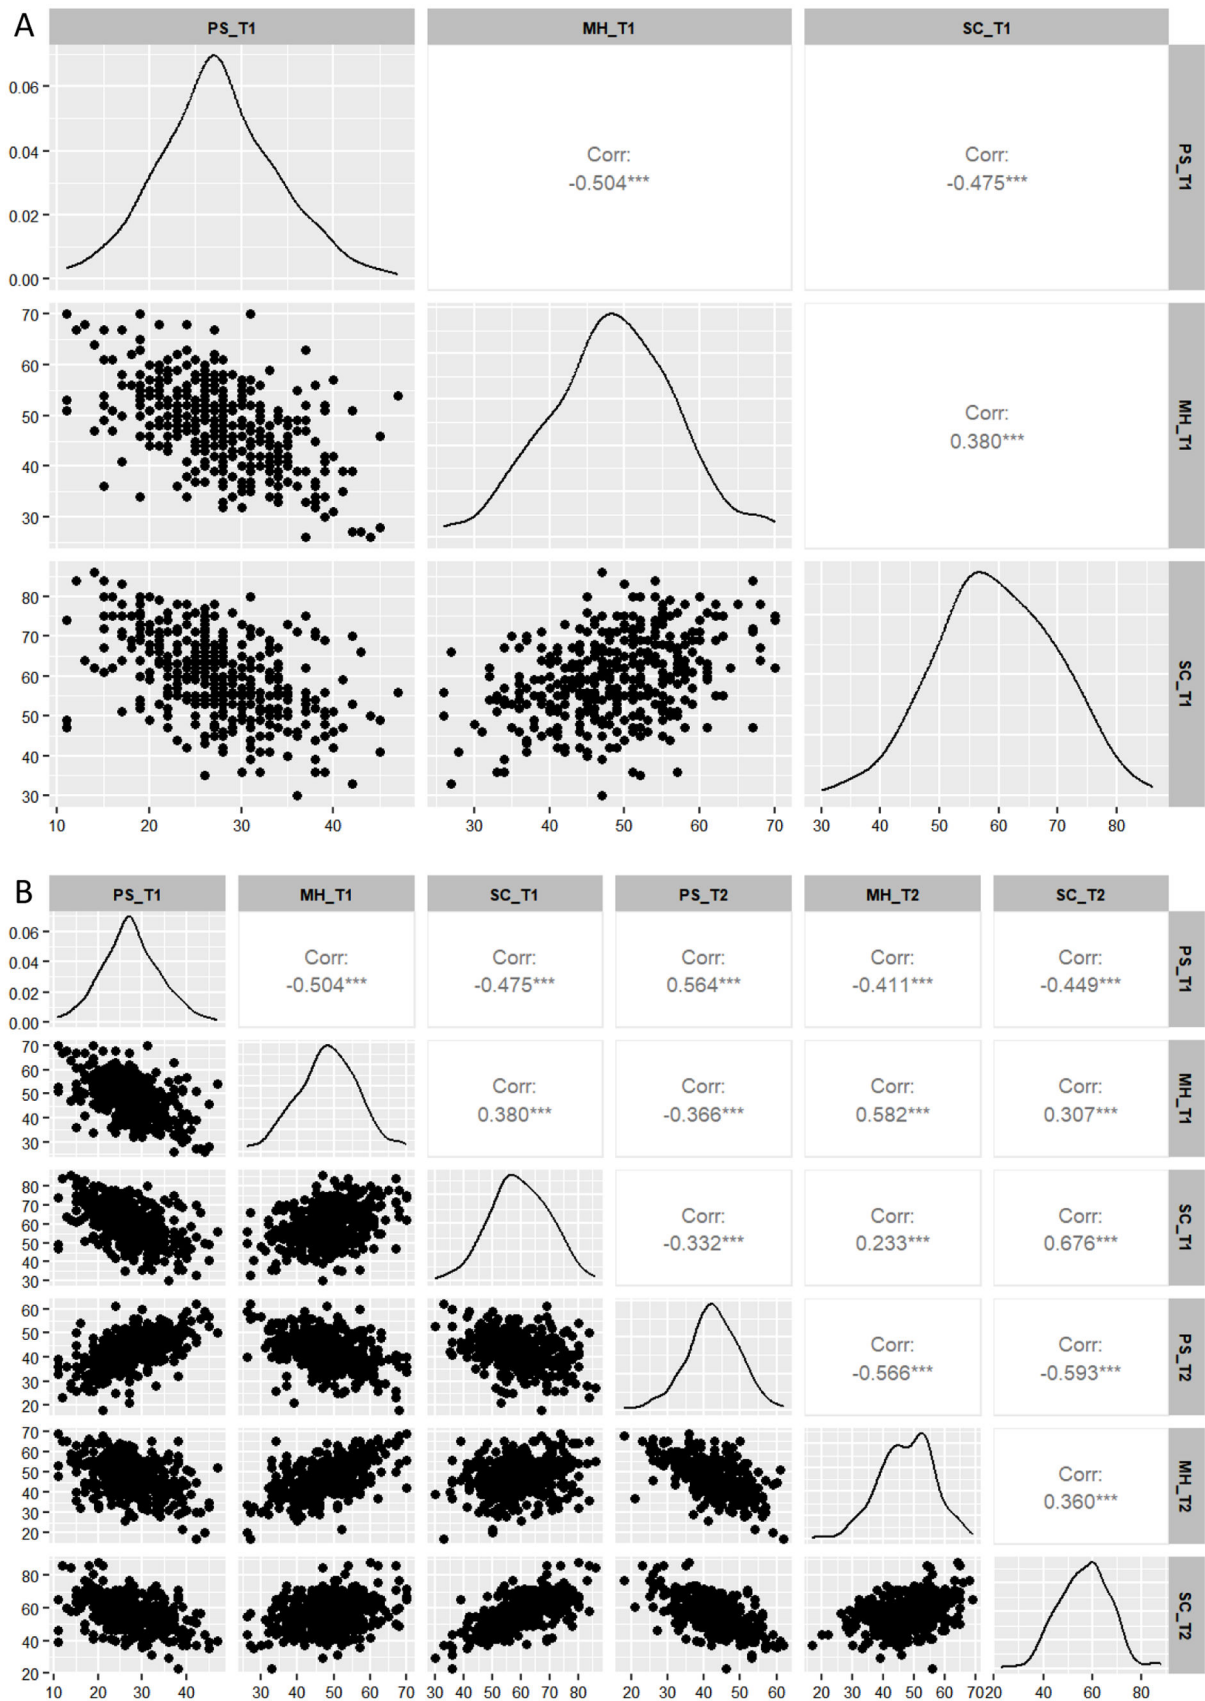 A
PS_T1 MH_T1 SC_T1
0.06
0.04
0.02
0.00
Corr:
-0.504***
Corr:
-0.475***
PS_T1
70
60
50
40
30
Corr:
0.380***
MH_T1
80
70
60
50
40
30
SC_T1
10 20 30 40 30 40 50 60 70 30 40 50 60 70 80
B
PS_T1 MH_T1 SC_T1 PS_T2 MH_T2 SC_T2
0.06
0.04
0.02
0.00
Corr: Corr: Corr: Corr: Corr:
-0.504*** -0.475*** 0.564*** -0.411*** -0.449***
PS_T1
70
60
50
40
30
Corr: Corr: Corr: Corr:
0.380*** -0.366*** 0.582*** 0.307***
MH_T1
80
70
60
50
40
30
Corr: Corr: Corr:
-0.332*** 0.233*** 0.676***
SC_T1
60
50
40
30
20
Corr: Corr:
-0.566*** -0.593***
PS_T2
70
60
50
40
30
20
Corr:
0.360***
MH_T2
80
60
40
20
SC_T2
10 20 30 40 30 40 50 60 70 30 40 50 60 70 80 20 30 40 50 60 20 30 40 50 60 70 20 40 60 80